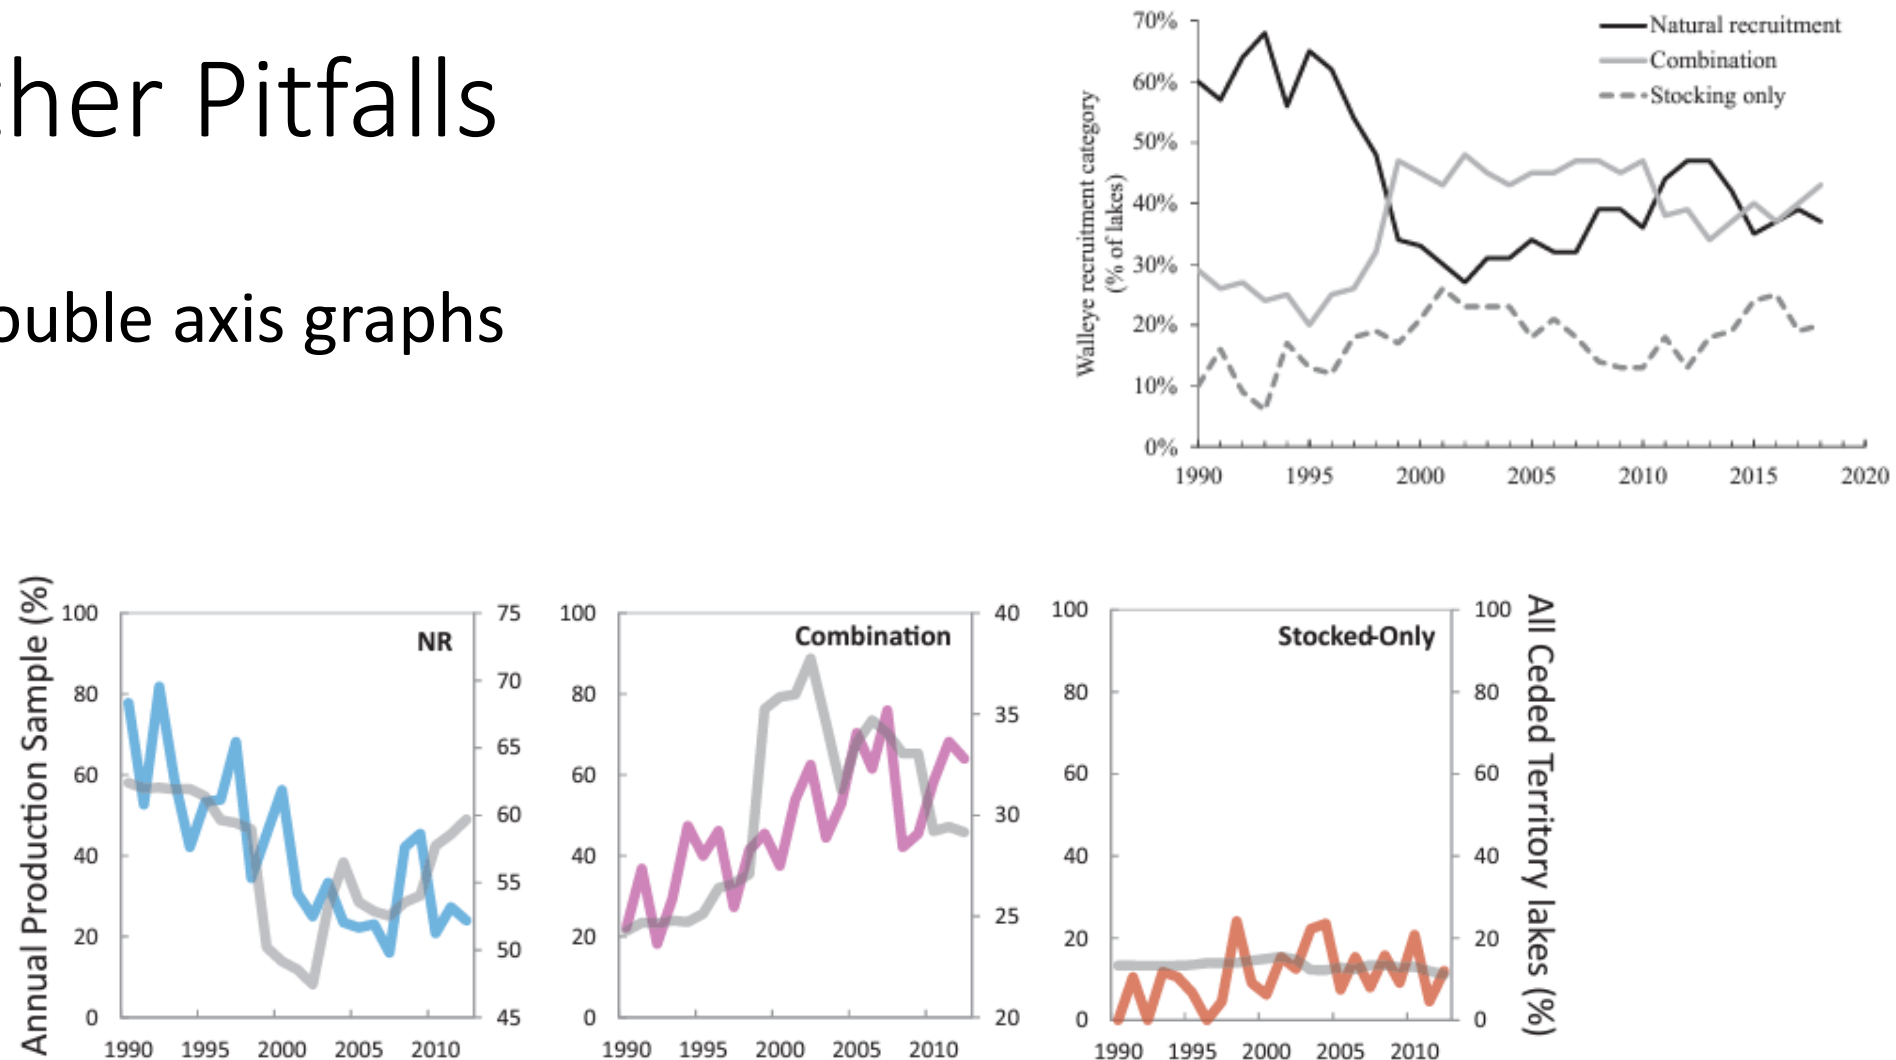 her Pitfalls
ouble axis graphs
70%
60%
50%
40%
30%
20%
10%
0%
Walleye recruitment category
(% of lakes)
Natural recruitment
Combination
Stocking only
1990 1995 2000 2005 2010 2015 2020
Annual Production Sample (%)
100
80
60
40
20
0
NR
75
70
65
60
55
50
45
1990 1995 2000 2005 2010
100
80
60
40
20
0
Combination
40
35
30
25
20
1990 1995 2000 2005 2010
100
80
60
40
20
0
Stocked-Only
100
80
60
40
20
0
1990 1995 2000 2005 2010
All Ceded Territory lakes (%)